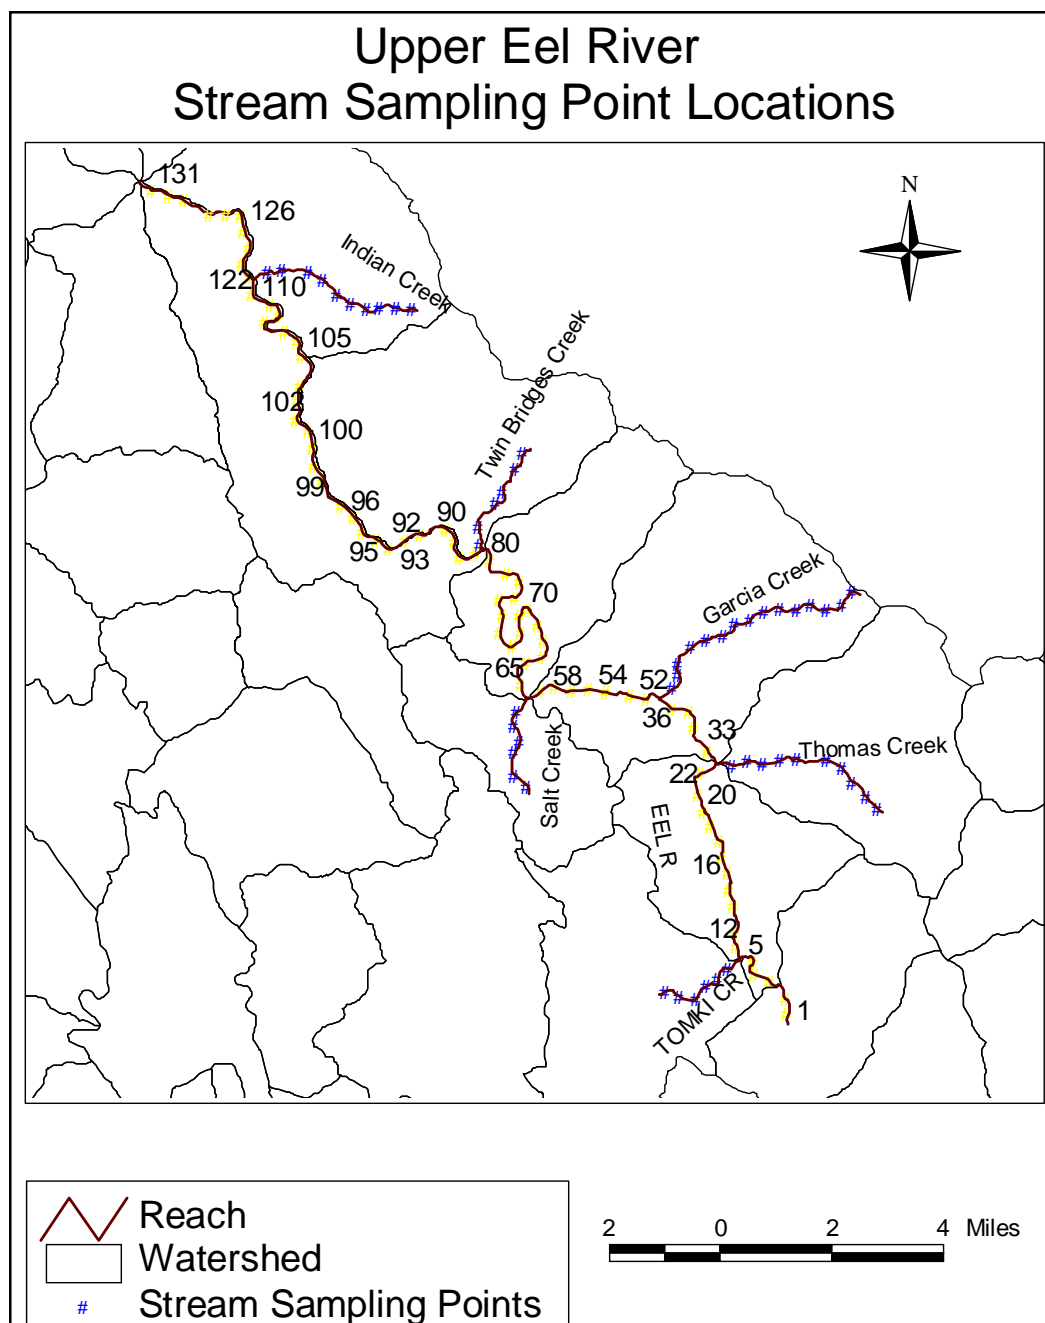 Upper Eel River
Stream Sampling Point Locations
131
N
126
Indian Creek
122
110
105
Twin Bridges Creek
102
100
99
96
90
92
95
93
80
Garcia Creek
70
65
58
54
52
36
33
Thomas Creek
Salt Creek
22
20
EEL R
16
12
5
TOMKI CR
1
Reach
Watershed
# Stream Sampling Points
2 0 2 4 Miles